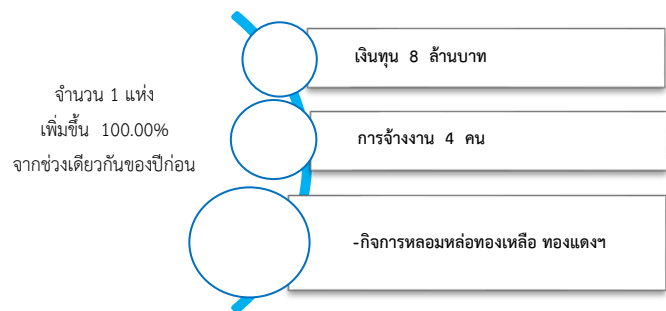 จำนวน 1 แห่ง
เพิ่มขึ้น 100.00%
จากช่วงเดียวกันของปีก่อน
เงินทุน 8 ล้านบาท
การจ้างงาน 4 คน
-กิจการหลอมหล่อทองเหลือ ทองแดงฯ